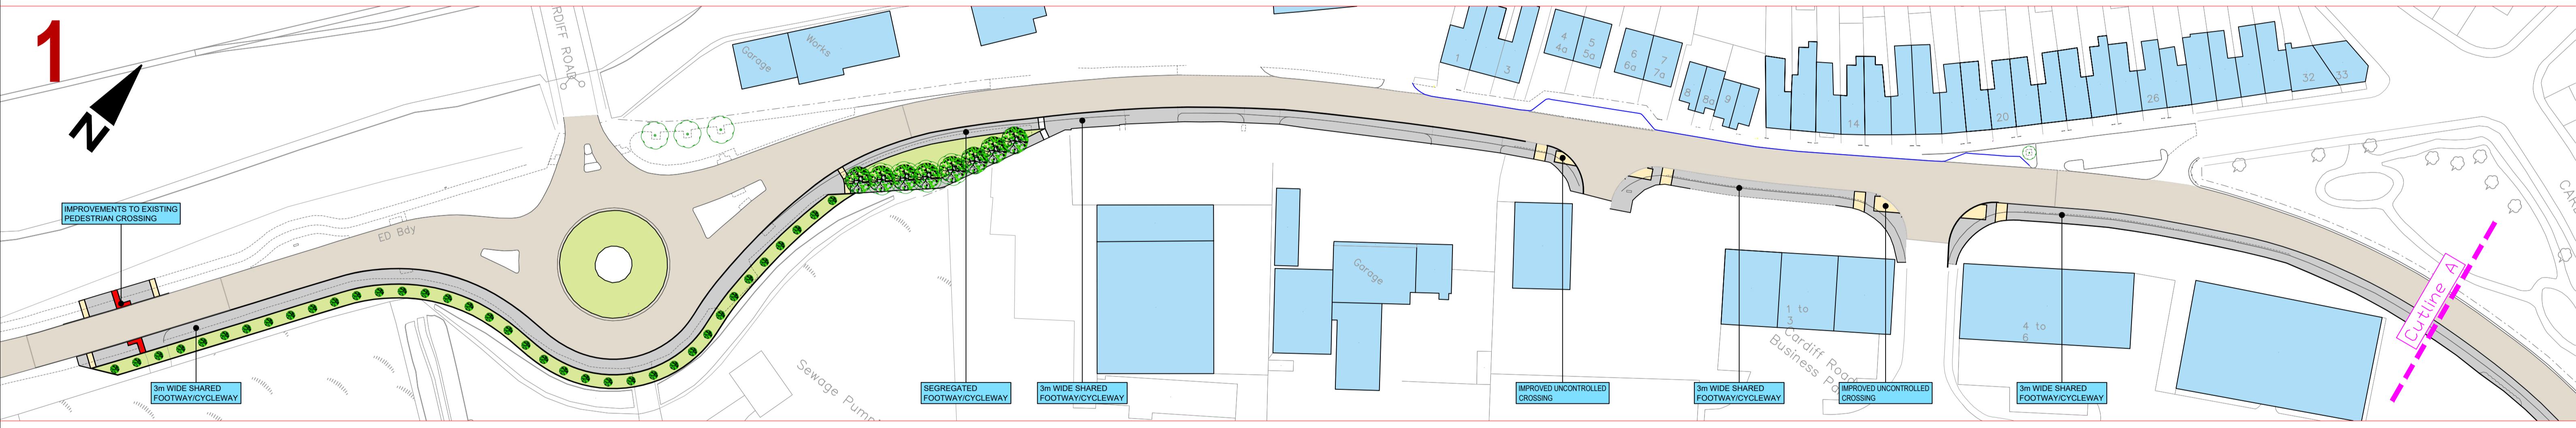 1
N
RDIFF ROAD
Garage
Works
1
3
4
4a
5
5a
6
6a
7
7a
8
8a
9
14
20
26
32
33
IMPROVEMENTS TO EXISTING
PEDESTRIAN CROSSING
ED Bdy
Garage
1 to
3
4 to
6
Cardiff Road
Business Pa
Sewage Pump
Cutline A
CAR
3m WIDE SHARED
FOOTWAY/CYCLEWAY
SEGREGATED
FOOTWAY/CYCLEWAY
3m WIDE SHARED
FOOTWAY/CYCLEWAY
IMPROVED UNCONTROLLED
CROSSING
3m WIDE SHARED
FOOTWAY/CYCLEWAY
IMPROVED UNCONTROLLED
CROSSING
3m WIDE SHARED
FOOTWAY/CYCLEWAY